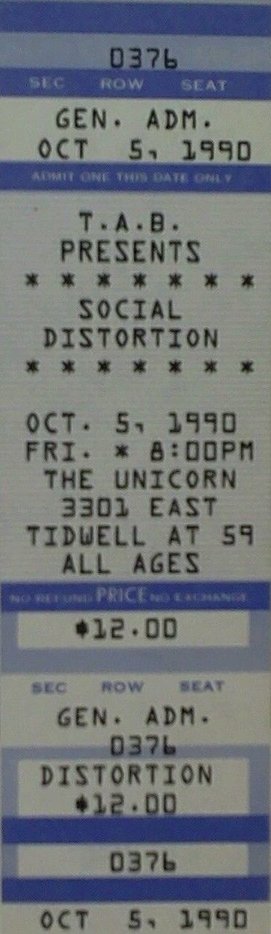 0376
SEC ROW SEAT
GEN. ADM.
OCT 5, 1990
ADMIT ONE THIS DATE ONLY
T.A.B.
PRESENTS
* * * * * * *
SOCIAL
DISTORTION
* * * * * * *
OCT. 5, 1990
FRI. * 8:00PM
THE UNICORN
3301 EAST
TIDWELL AT 59
ALL AGES
NO REFUND PRICE NO EXCHANGE
$12.00
SEC ROW SEAT
GEN. ADM.
0376
DISTORTION
$12.00
0376
OCT 5, 1990